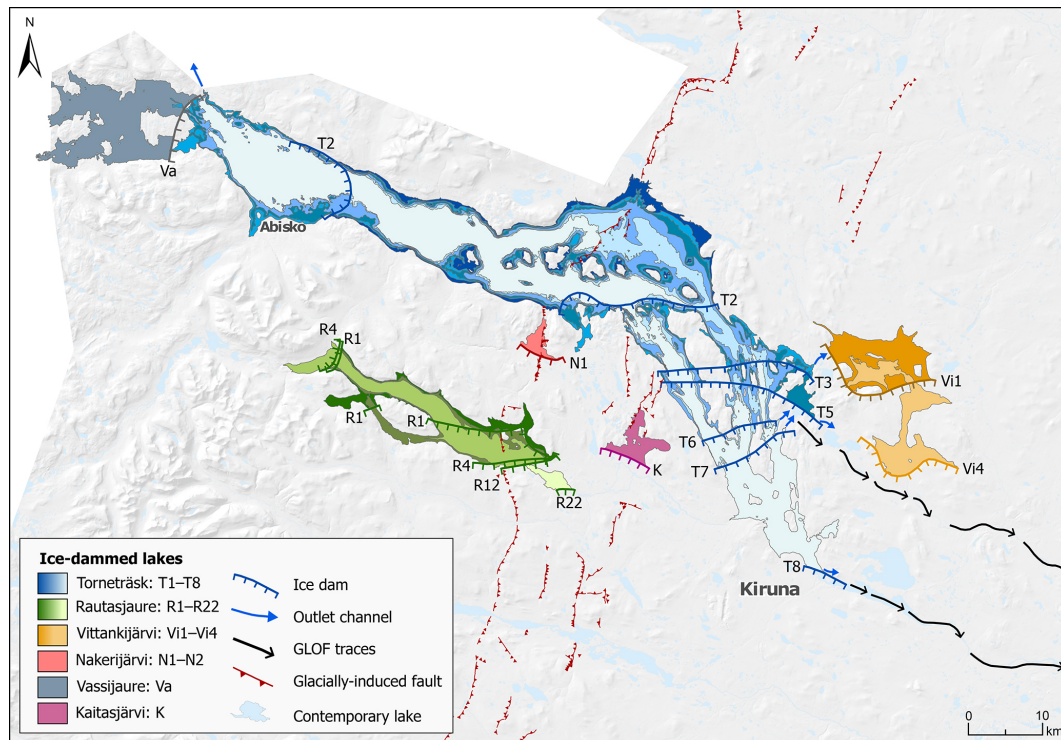 N
T2
Va
Abisko
T2
R4
R1
N1
T3
Vi1
R1
R1
T5
T6
R4
K
T7
Vi4
R12
R22
T8
Kiruna
Ice-dammed lakes
Torneträsk: T1–T8
Rautasjaure: R1–R22
Vittankijärvi: Vi1–Vi4
Nakerijärvi: N1–N2
Vassijaure: Va
Kaitasjärvi: K
Ice dam
Outlet channel
GLOF traces
Glacially-induced fault
Contemporary lake
0 10
km